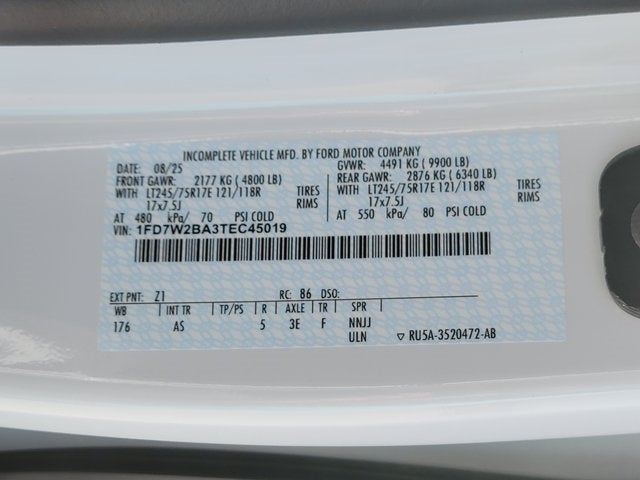 INCOMPLETE VEHICLE MFD. BY FORD MOTOR COMPANY
DATE: 08/25 GVWR: 4491 KG ( 9900 LB)
FRONT GAWR: 2177 KG ( 4800 LB) REAR GAWR: 2876 KG ( 6340 LB)
WITH LT245/75R17E 121/118R TIRES WITH LT245/75R17E 121/118R TIRES
17x7.5J RIMS 17x7.5J RIMS
AT 480 kPa/ 70 PSI COLD AT 550 kPa/ 80 PSI COLD
VIN: 1FD7W2BA3TEC45019
EXT PNT: Z1 RC: 86 DSO:
WB INT TR TP/PS R AXLE TR SPR
176 AS 5 3E F NNJJ
ULN ▽ RU5A-3520472-AB